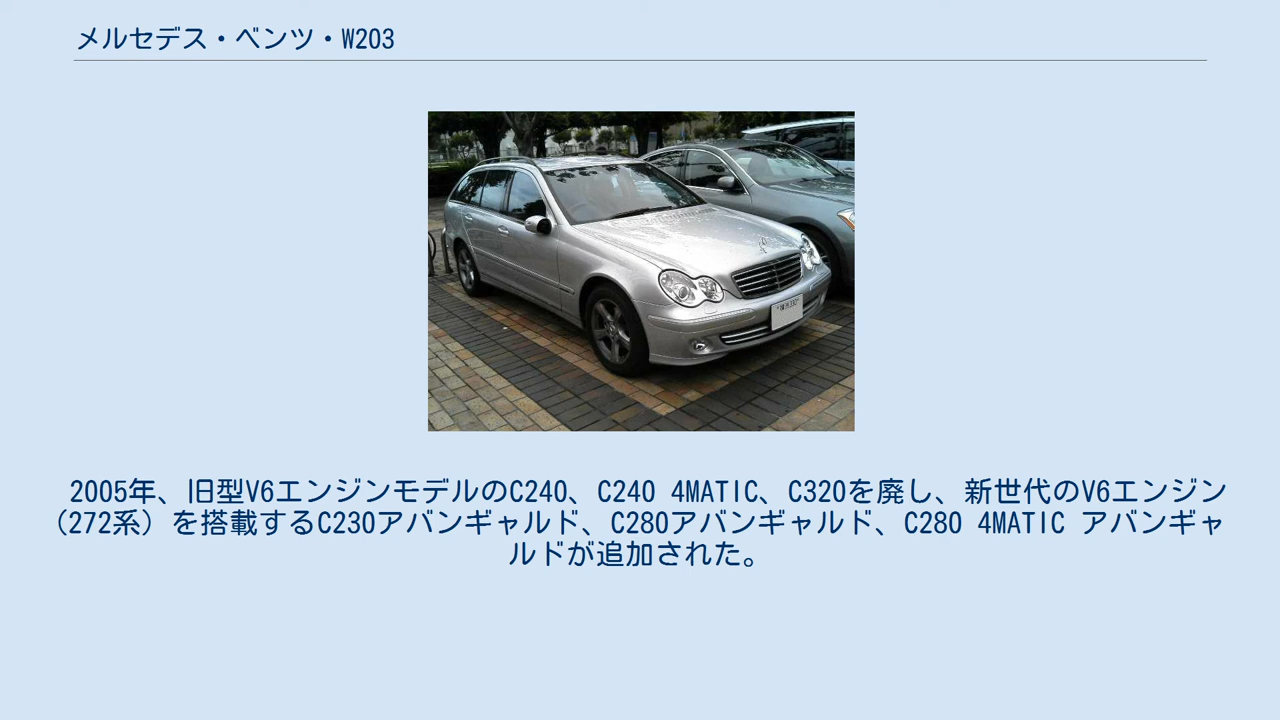 メルセデス・ベンツ・W203
2005年、旧型V6エンジンモデルのC240、C240 4MATIC、C320を廃し、新世代のV6エンジン
(272系) を搭載するC230アバンギャルド、C280アバンギャルド、C280 4MATIC アバンギャ
ルドが追加された。